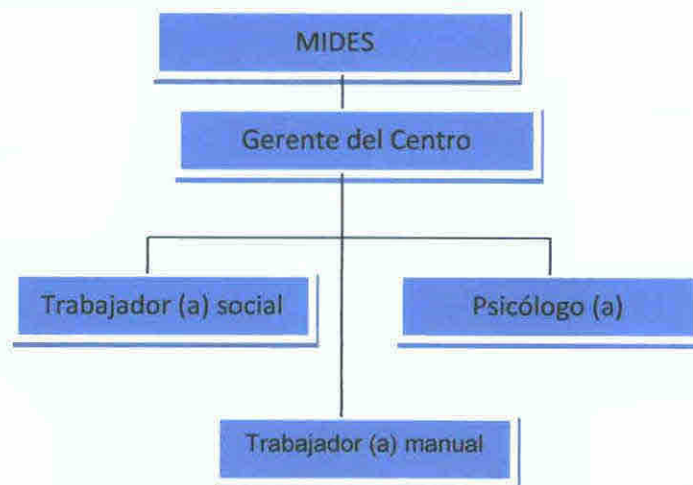 MIDES
Gerente del Centro
Trabajador (a) social
Psicólogo (a)
Trabajador (a) manual